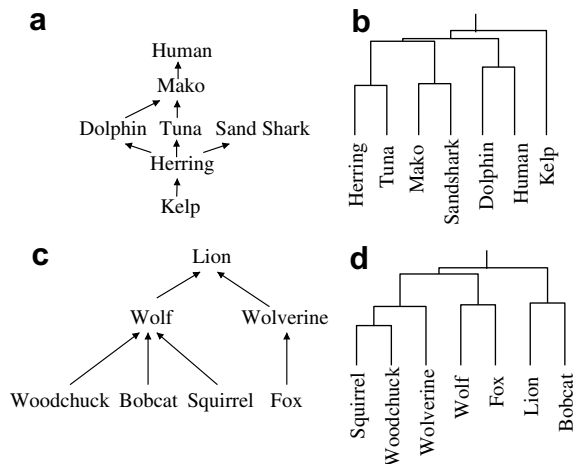 a
Human
Mako
Dolphin Tuna Sand Shark
Herring
Kelp
b
Herring
Tuna
Mako
Sandshark
Dolphin
Human
Kelp
c
Lion
Wolf Wolverine
Woodchuck Bobcat Squirrel Fox
d
Squirrel
Woodchuck
Wolverine
Wolf
Fox
Lion
Bobcat